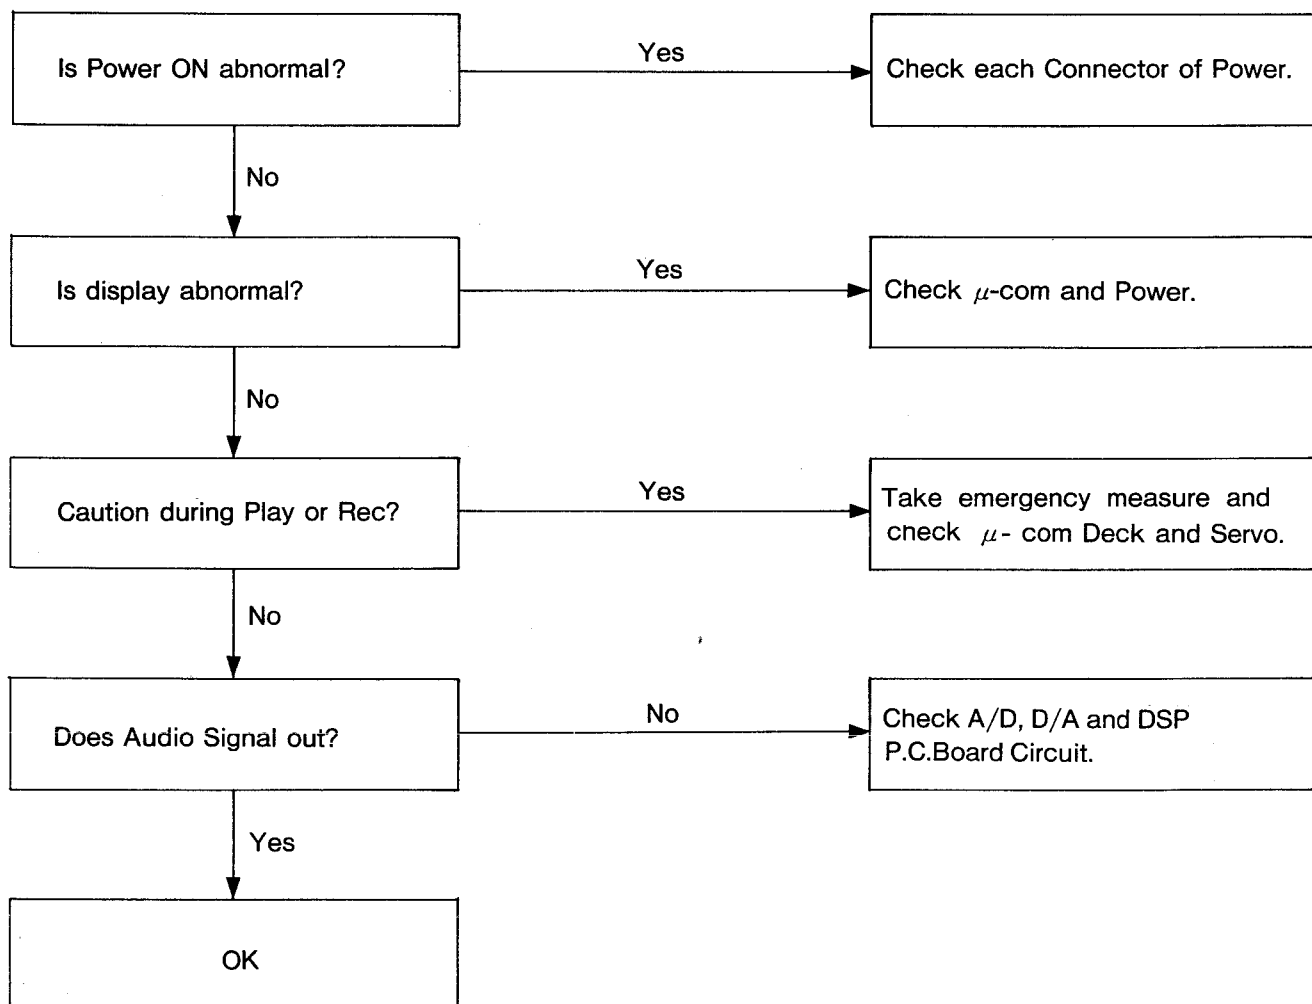 Is Power ON abnormal?
Yes
Check each Connector of Power.
No
Is display abnormal?
Yes
Check μ-com and Power.
No
Caution during Play or Rec?
Yes
Take emergency measure and
check μ- com Deck and Servo.
No
Does Audio Signal out?
No
Check A/D, D/A and DSP
P.C.Board Circuit.
Yes
OK